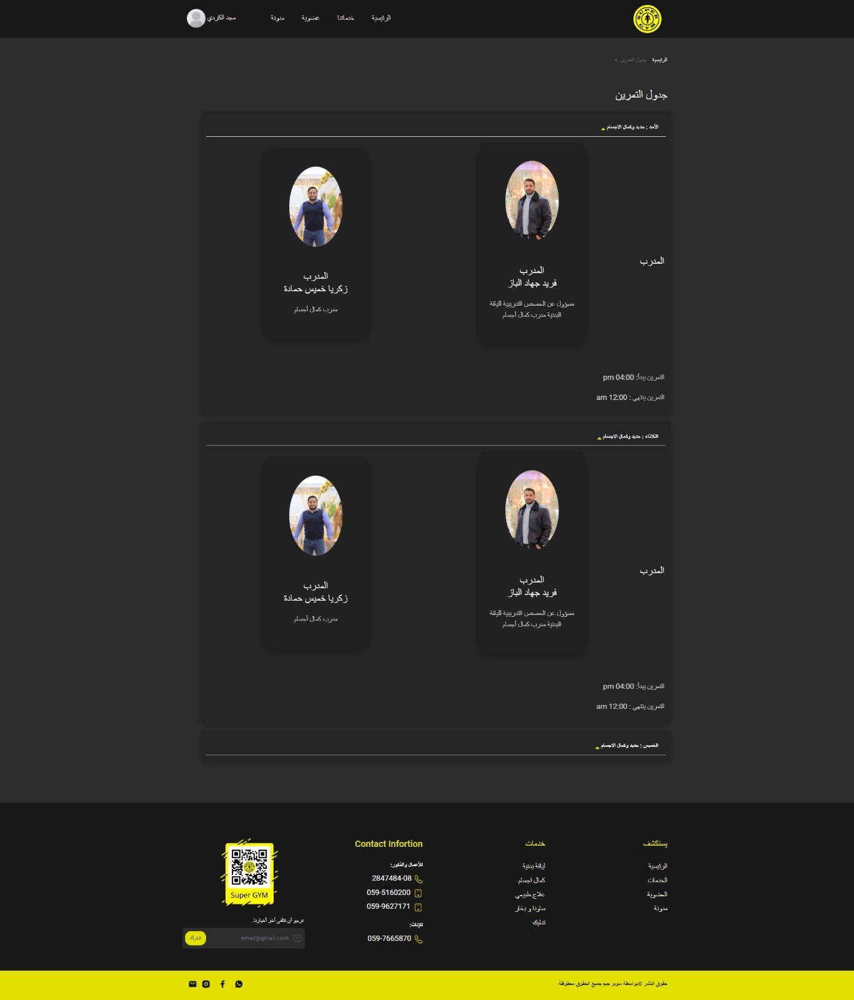 SUPER GYM
الرئيسية
خدماتنا
عضوية
مدونة
مجد الكردي
الرئيسية
جدول التمرين >
جدول التمرين
الأحد : حديد وكمال الاجسام
المدرب
المدرب
فريد جهاد الباز
مسؤول عن الحصص التدريبية للياقة
البدنية مدرب كمال أجسام
المدرب
زكريا خميس حمادة
مدرب كمال أجسام
التمرين يبدأ: 04:00 pm
التمرين ينتهي : 12:00 am
الثلاثاء : حديد وكمال الاجسام
المدرب
المدرب
فريد جهاد الباز
مسؤول عن الحصص التدريبية للياقة
البدنية مدرب كمال أجسام
المدرب
زكريا خميس حمادة
مدرب كمال أجسام
التمرين يبدأ: 04:00 pm
التمرين ينتهي : 12:00 am
الخميس : حديد وكمال الاجسام
يستكشف
الرئيسية
الخدمات
العضوية
مدونة
خدمات
لياقة بدنية
كمال اجسام
علاج طبيعي
ساونا و بخار
تدليك
Contact Infortion
للأعمال والذكور:
2847484-08
059-5160200
059-9627171
للإناث:
059-7665870
Super GYM
نرجو أن تتلقى آخر أخبارنا.
email@gmail.com
شترك
حقوق النشر ©بواسطة سوبر جيم جميع الحقوق محفوظة